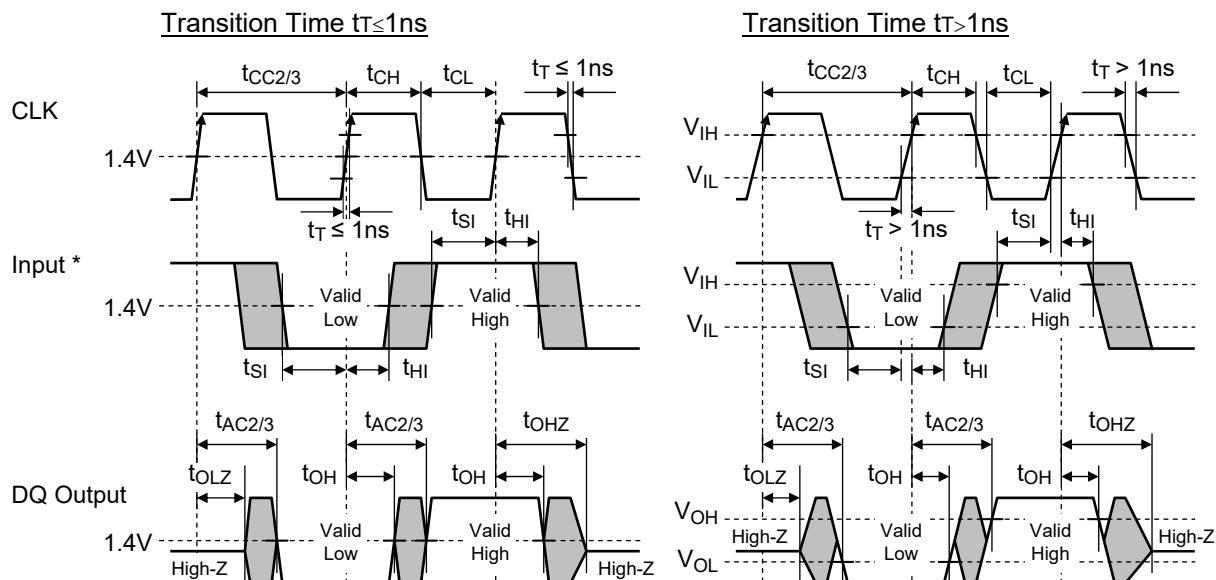 Transition Time tT≤1ns
Transition Time tT>1ns
tCC2/3 tCH tCL tT ≤ 1ns
tCC2/3 tCH tCL tT > 1ns
CLK
1.4V
VIH
VIL
tT ≤ 1ns
tSI tHI
tT > 1ns
tSI tHI
Input *
1.4V
Valid Low
Valid High
VIH
VIL
Valid Low
Valid High
tSI tHI
tSI tHI
tAC2/3 tAC2/3 tOHZ
tAC2/3 tAC2/3 tOHZ
tOLZ tOH tOH
tOLZ tOH tOH
DQ Output
1.4V
High-Z
Valid Low
Valid High
High-Z
VOH
VOL
High-Z
Valid Low
Valid High
High-Z